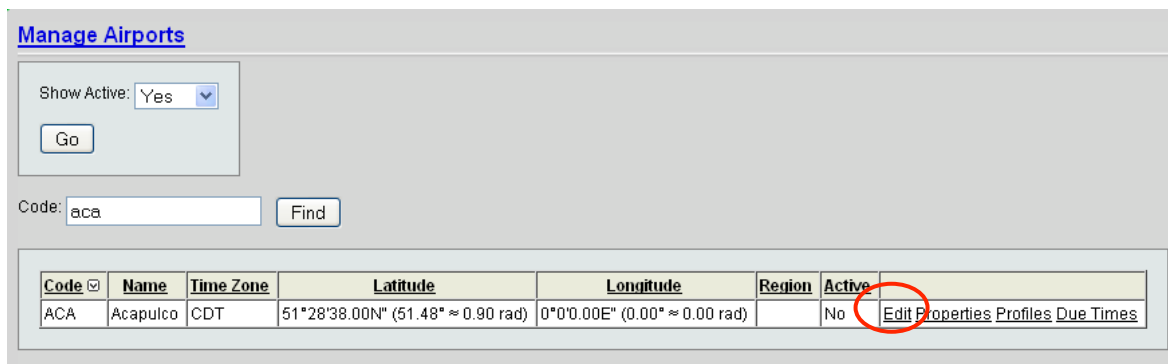 Manage Airports
Show Active: Yes
Go
Code: aca Find
Code Name Time Zone Latitude Longitude Region Active
ACA Acapulco CDT 51°28'38.00N" (51.48° ≈ 0.90 rad) 0°0'0.00E" (0.00° ≈ 0.00 rad) No Edit Properties Profiles Due Times